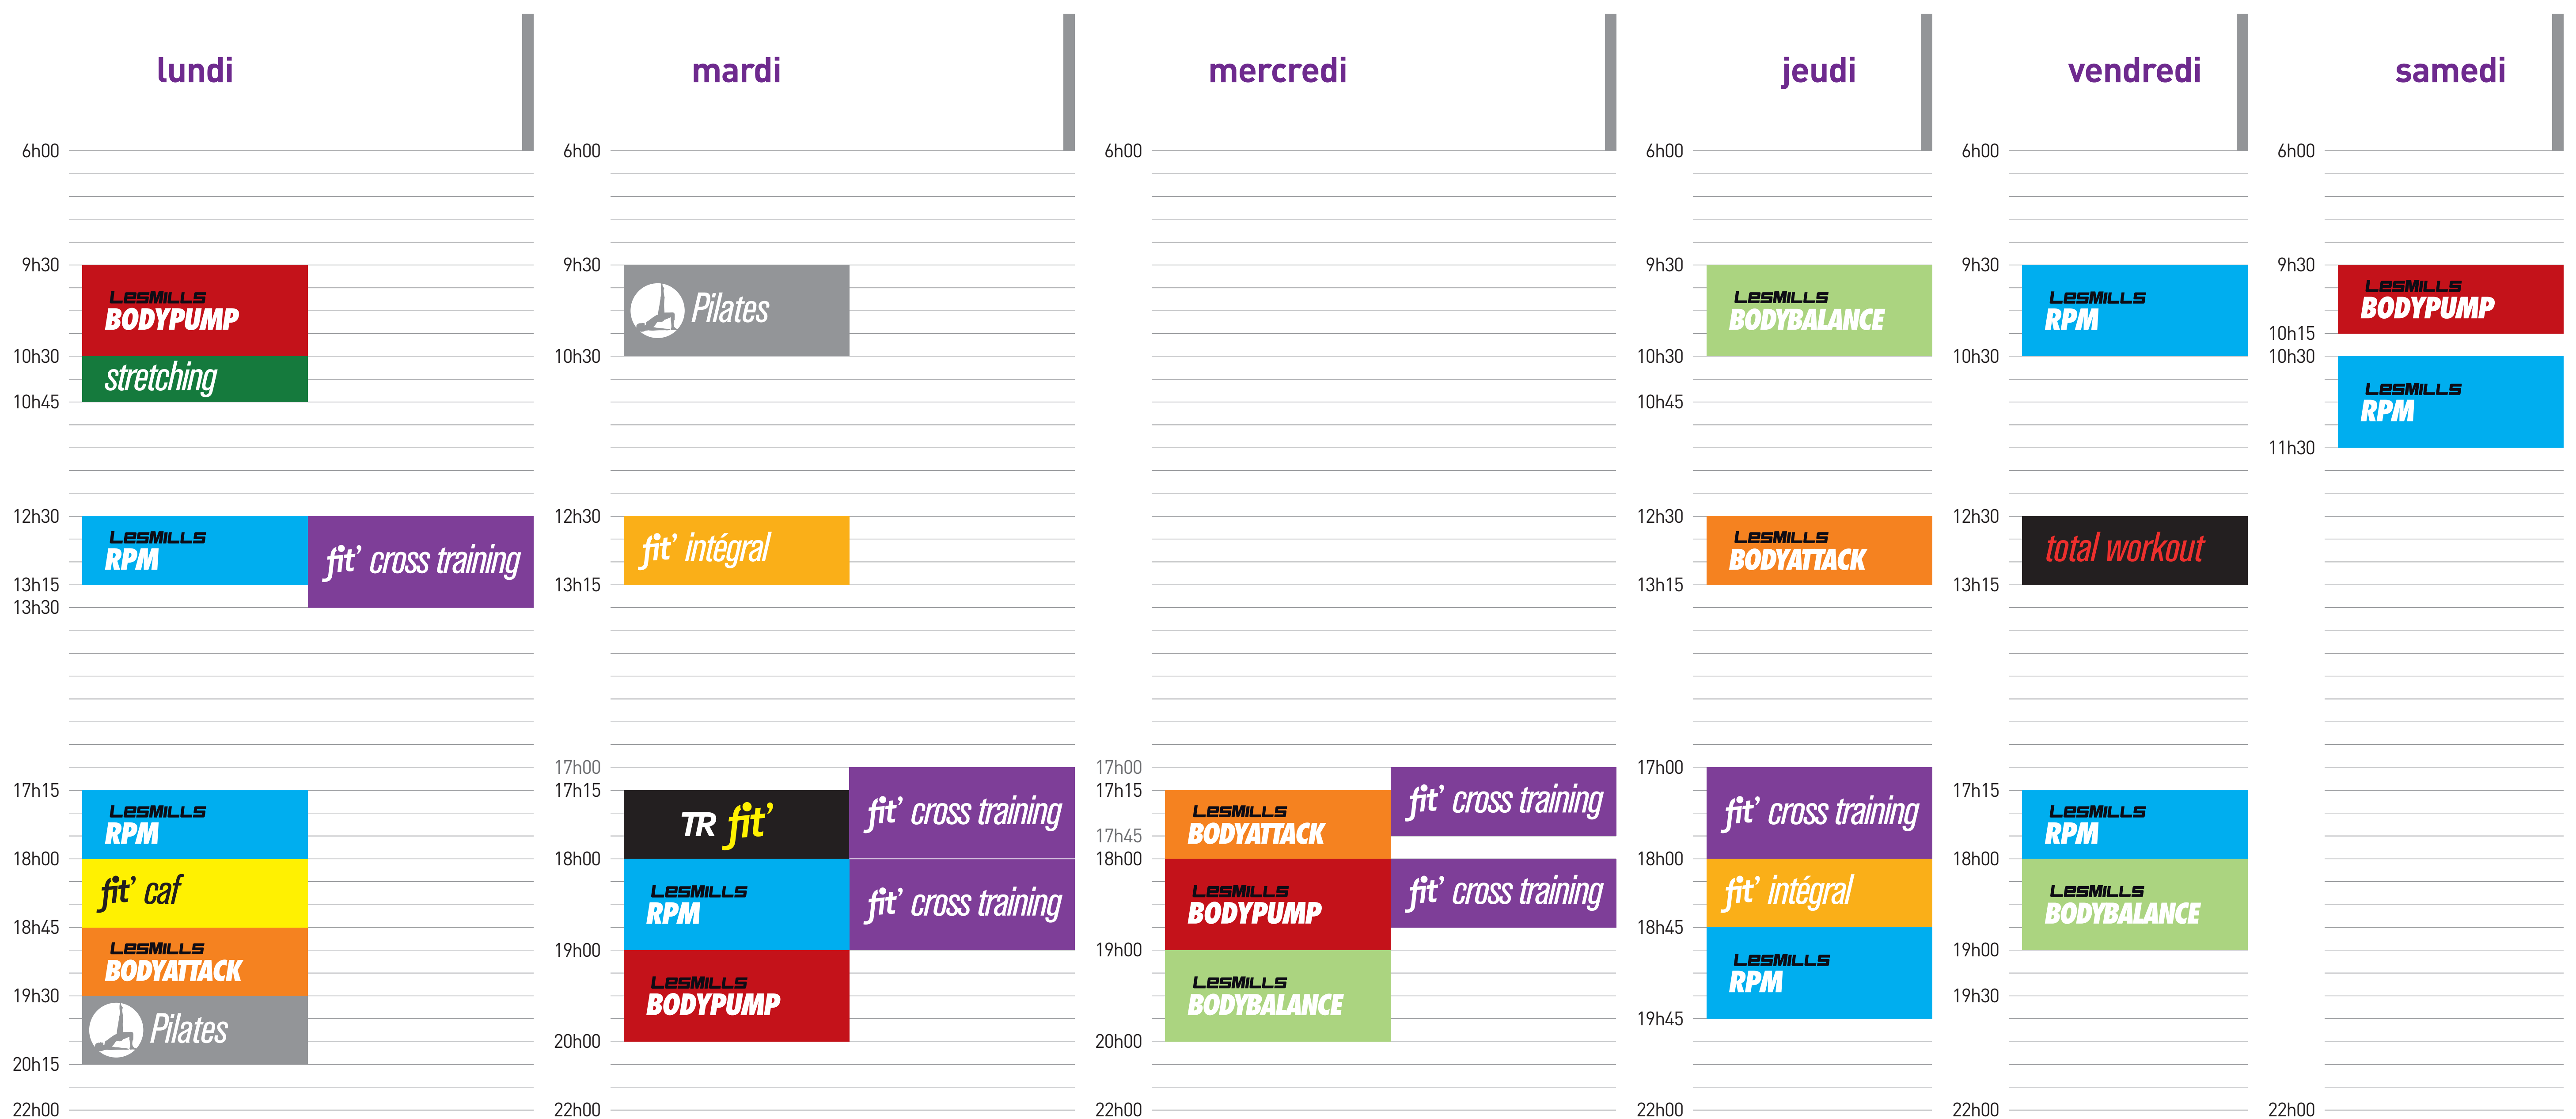 lundi
6h00
9h30
LESMILLS
BODYPUMP
10h30
stretching
10h45
12h30
LESMILLS
RPM
fit' cross training
13h15
13h30
17h15
LESMILLS
RPM
18h00
fit' caf
18h45
LESMILLS
BODYATTACK
19h30
Pilates
20h15
22h00
mardi
6h00
9h30
Pilates
10h30
12h30
fit' intégral
13h15
17h00
17h15
TR fit'
fit' cross training
18h00
LESMILLS
RPM
fit' cross training
19h00
LESMILLS
BODYPUMP
20h00
22h00
mercredi
6h00
17h00
17h15
fit' cross training
LESMILLS
BODYATTACK
17h45
18h00
LESMILLS
BODYPUMP
fit' cross training
19h00
LESMILLS
BODYBALANCE
20h00
22h00
jeudi
6h00
9h30
LESMILLS
BODYBALANCE
10h30
10h45
12h30
LESMILLS
BODYATTACK
13h15
17h00
fit' cross training
18h00
fit' intégral
18h45
LESMILLS
RPM
19h45
22h00
vendredi
6h00
9h30
LESMILLS
RPM
10h30
12h30
total workout
13h15
17h15
LESMILLS
RPM
18h00
LESMILLS
BODYBALANCE
19h00
19h30
22h00
samedi
6h00
9h30
LESMILLS
BODYPUMP
10h15
10h30
LESMILLS
RPM
11h30
22h00